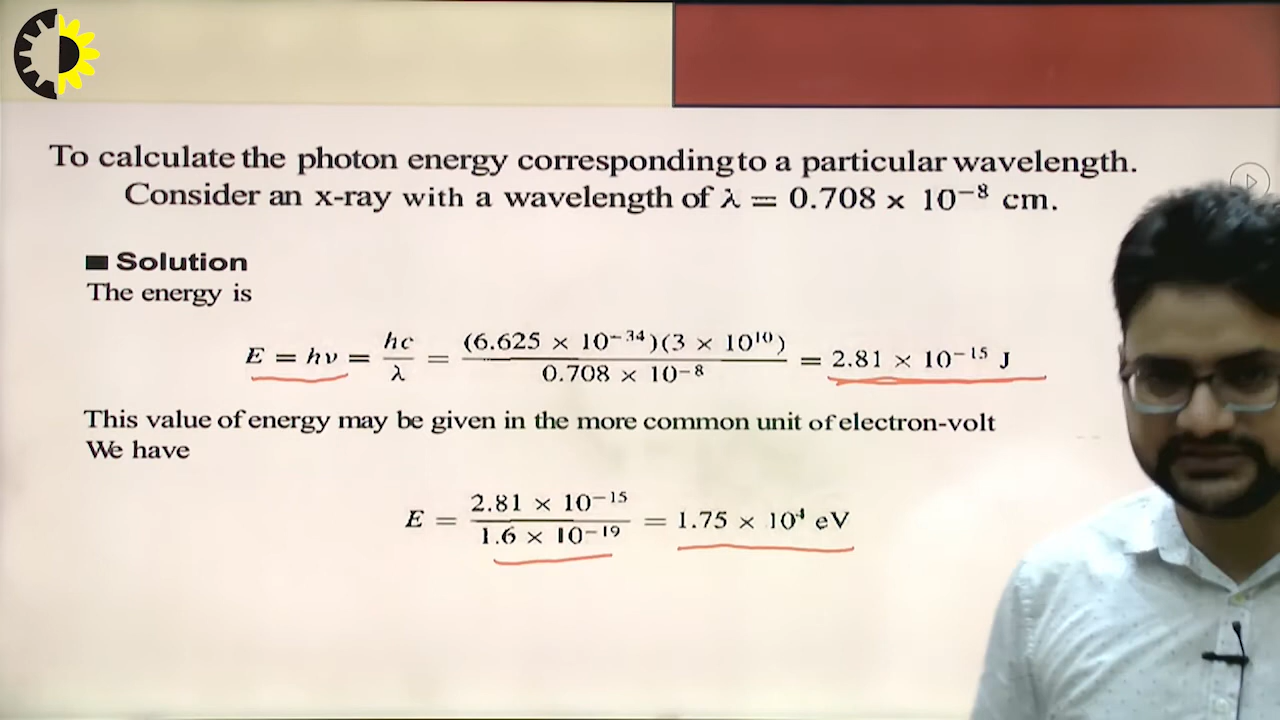 To calculate the photon energy corresponding to a particular wavelength.
Consider an x-ray with a wavelength of λ = 0.708 × 10⁻⁸ cm.
■ Solution
The energy is
E = hν = hc/λ = (6.625 × 10⁻³⁴)(3 × 10¹⁰) / 0.708 × 10⁻⁸ = 2.81 × 10⁻¹⁵ J
This value of energy may be given in the more common unit of electron-volt
We have
E = 2.81 × 10⁻¹⁵ / 1.6 × 10⁻¹⁹ = 1.75 × 10⁴ eV